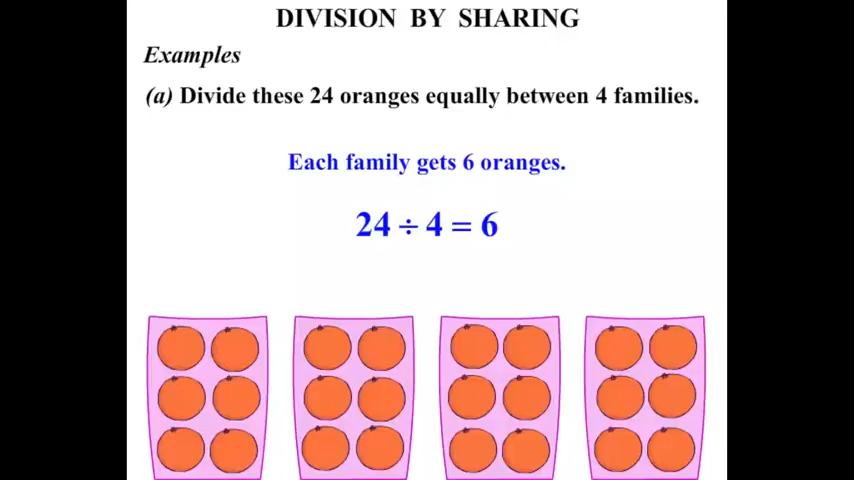 DIVISION BY SHARING
Examples
(a) Divide these 24 oranges equally between 4 families.
Each family gets 6 oranges.
24 ÷ 4 = 6